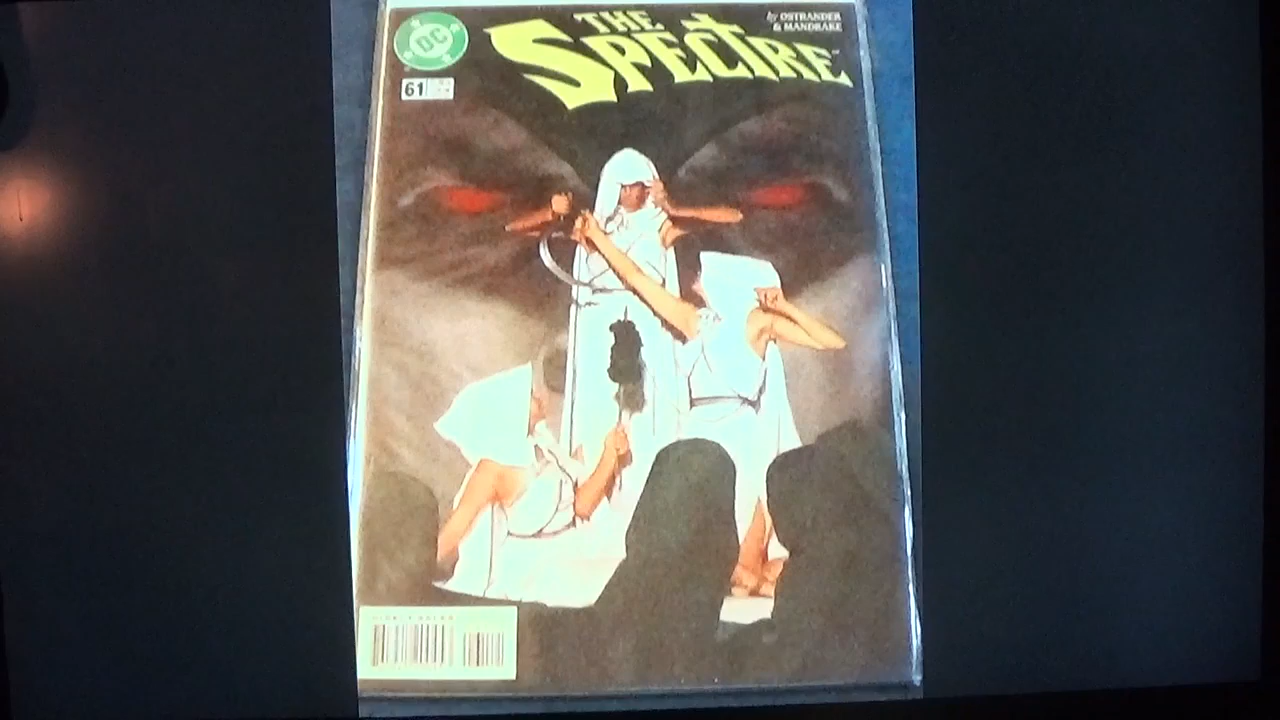 DC
THE
SPECTRE
by OSTRANDER
& MANDRAKE
61